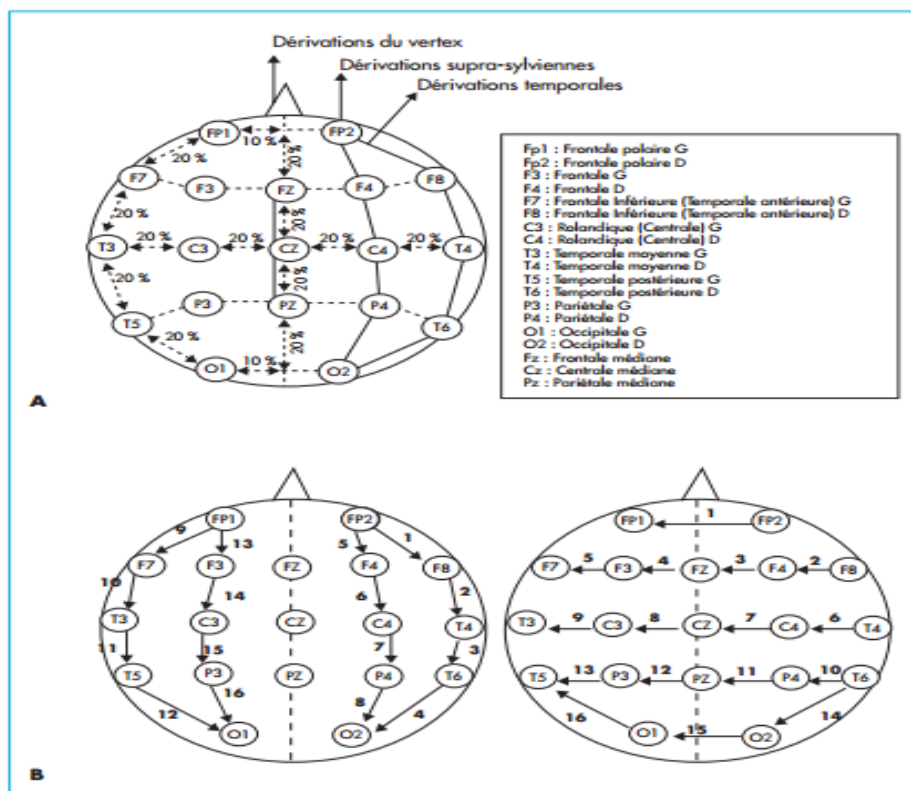 Dérivations du vertex
Dérivations supra-sylviennes
Dérivations temporales
FP1 10 % FP2
20 % 20 %
F7 F3 FZ F4 F8
20 % 20 %
T3 20 % C3 20 % CZ 20 % C4 20 % T4
20 % 20 %
T5 P3 PZ P4 T6
20 % 20 %
O1 10 % O2
A
Fp1 : Frontale polaire G
Fp2 : Frontale polaire D
F3 : Frontale G
F4 : Frontale D
F7 : Frontale Inférieure (Temporale antérieure) G
F8 : Frontale Inférieure (Temporale antérieure) D
C3 : Rolandique (Centrale) G
C4 : Rolandique (Centrale) D
T3 : Temporale moyenne G
T4 : Temporale moyenne D
T5 : Temporale postérieure G
T6 : Temporale postérieure D
P3 : Pariétale G
P4 : Pariétale D
O1 : Occipitale G
O2 : Occipitale D
Fz : Frontale médiane
Cz : Centrale médiane
Pz : Pariétale médiane
FP1 FP2
9 13 5 1
F7 F3 FZ F4 F8
10 14 6 2
T3 C3 CZ C4 T4
11 15 7 3
T5 P3 PZ P4 T6
12 16 8 4
O1 O2
FP1 1 FP2
F7 5 F3 4 FZ 3 F4 2 F8
T3 9 C3 8 CZ 7 C4 6 T4
T5 13 P3 12 PZ 11 P4 10 T6
16 14
O1 15 O2
B